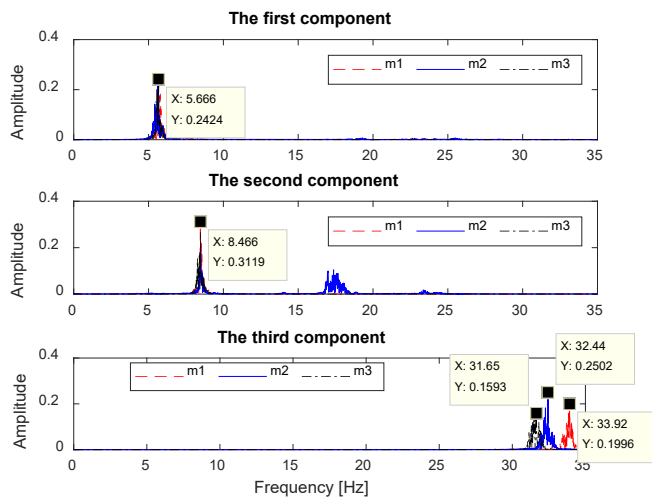 The first component
Amplitude
0.4
0.2
0
m1 m2 m3
X: 5.666
Y: 0.2424
0 5 10 15 20 25 30 35
The second component
Amplitude
0.4
0.2
0
m1 m2 m3
X: 8.466
Y: 0.3119
0 5 10 15 20 25 30 35
The third component
Amplitude
0.4
0.2
0
m1 m2 m3
X: 31.65
Y: 0.1593
X: 32.44
Y: 0.2502
X: 33.92
Y: 0.1996
0 5 10 15 20 25 30 35
Frequency [Hz]